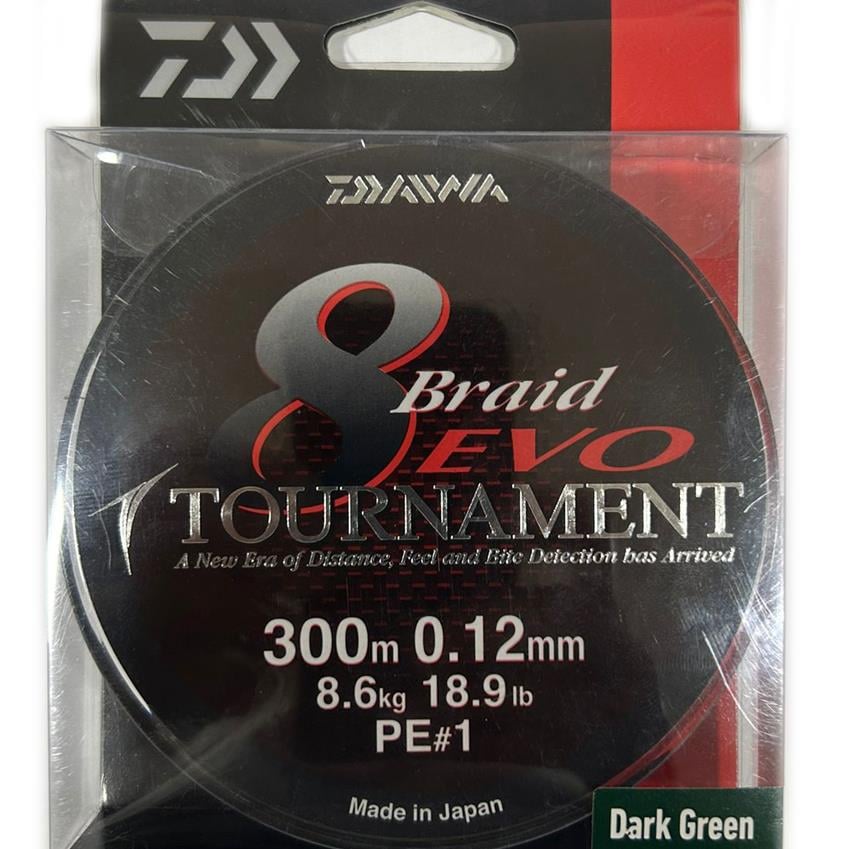 DAIWA
8 Braid
EVO
TOURNAMENT
A New Era of Distance, Feel and Bite Detection has Arrived
300m 0.12mm
8.6kg 18.9lb
PE#1
Made in Japan
Dark Green